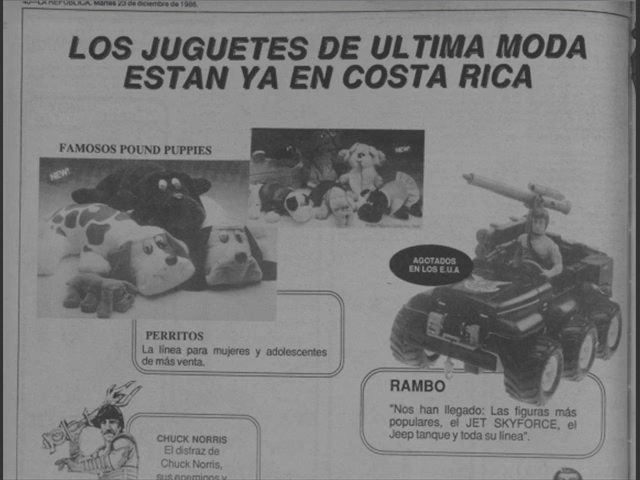 LA REPUBLICA. Martes 23 de diciembre de 1986.
LOS JUGUETES DE ULTIMA MODA
ESTAN YA EN COSTA RICA
FAMOSOS POUND PUPPIES
NEW!
NEW!
AGOTADOS
EN LOS E.U.A
PERRITOS
La línea para mujeres y adolescentes
de más venta.
RAMBO
"Nos han llegado: Las figuras más
populares, el JET SKYFORCE, el
Jeep tanque y toda su línea".
CHUCK NORRIS
El disfraz de
Chuck Norris,
sus enemigos y